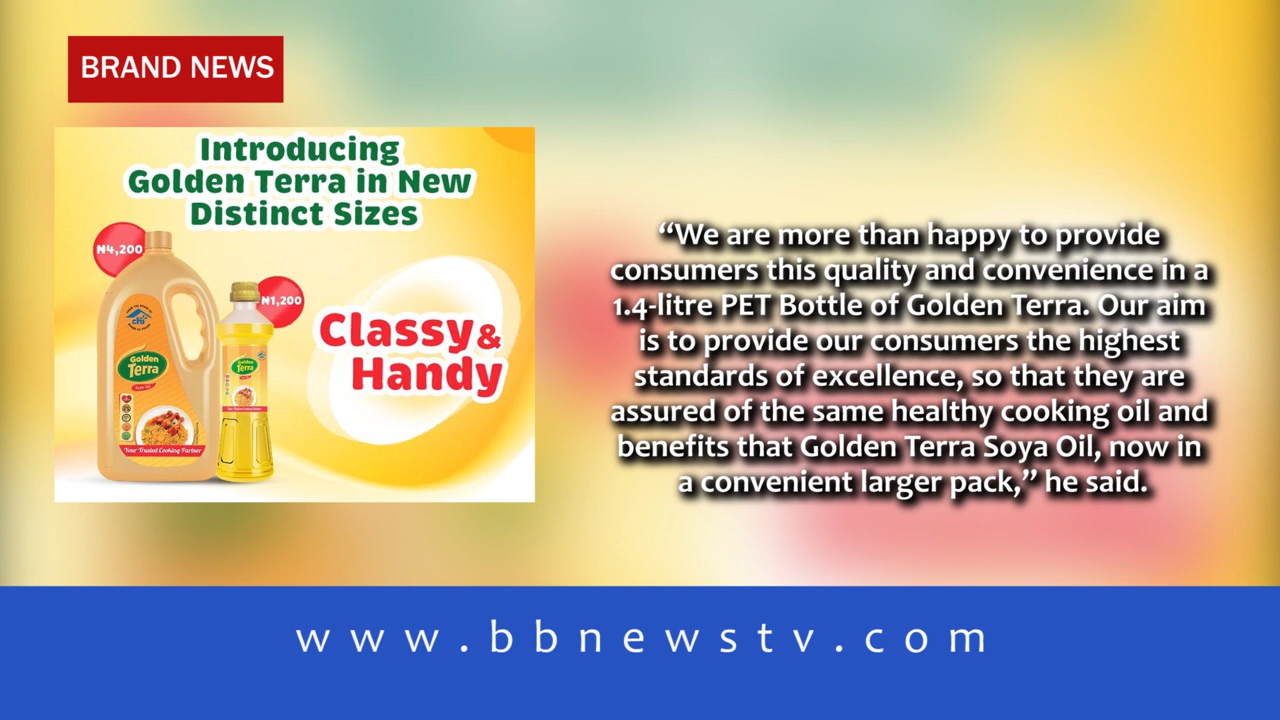 BRAND NEWS
Introducing
Golden Terra in New
Distinct Sizes
₦4,200
₦1,200
Classy &
Handy
chi
Golden
Terra
Your Trusted Cooking Partner
Golden
Terra
“We are more than happy to provide
consumers this quality and convenience in a
1.4-litre PET Bottle of Golden Terra. Our aim
is to provide our consumers the highest
standards of excellence, so that they are
assured of the same healthy cooking oil and
benefits that Golden Terra Soya Oil, now in
a convenient larger pack,” he said.
www.bbnewstv.com